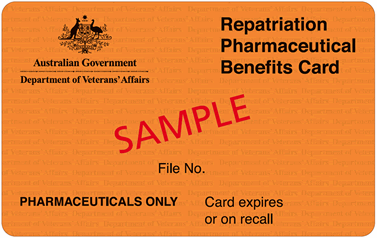 Repatriation
Pharmaceutical
Benefits Card
Australian Government
Department of Veterans' Affairs
SAMPLE
File No.
PHARMACEUTICALS ONLY
Card expires
or on recall